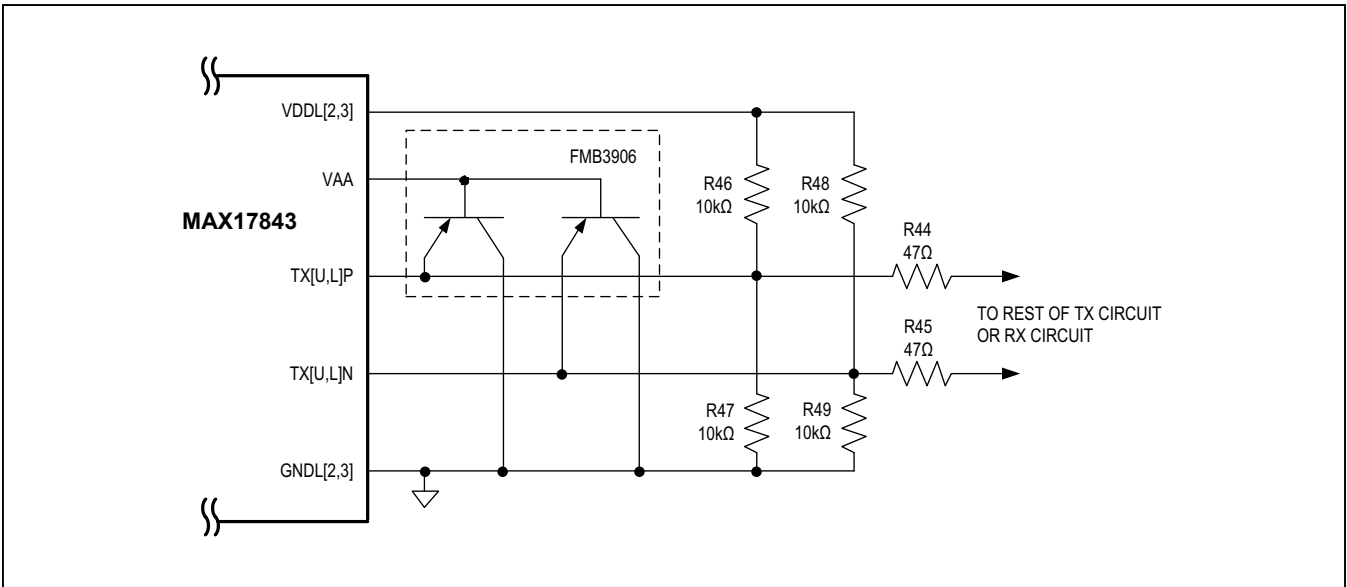 VDDL[2,3]
FMB3906
VAA
R46
10kΩ
R48
10kΩ
MAX17843
R44
47Ω
TX[U,L]P
TO REST OF TX CIRCUIT
OR RX CIRCUIT
R45
47Ω
TX[U,L]N
R47
10kΩ
R49
10kΩ
GNDL[2,3]